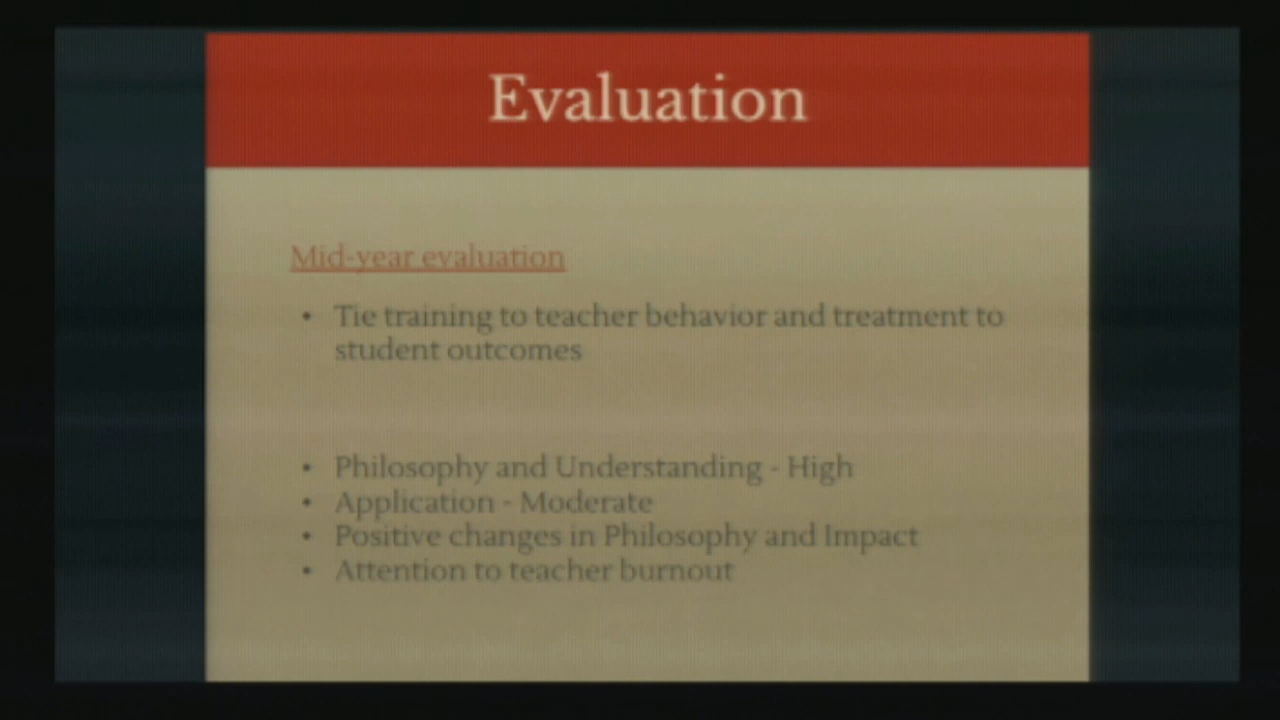 Evaluation
Mid-year evaluation
• Tie training to teacher behavior and treatment to
student outcomes
• Philosophy and Understanding - High
• Application - Moderate
• Positive changes in Philosophy and Impact
• Attention to teacher burnout